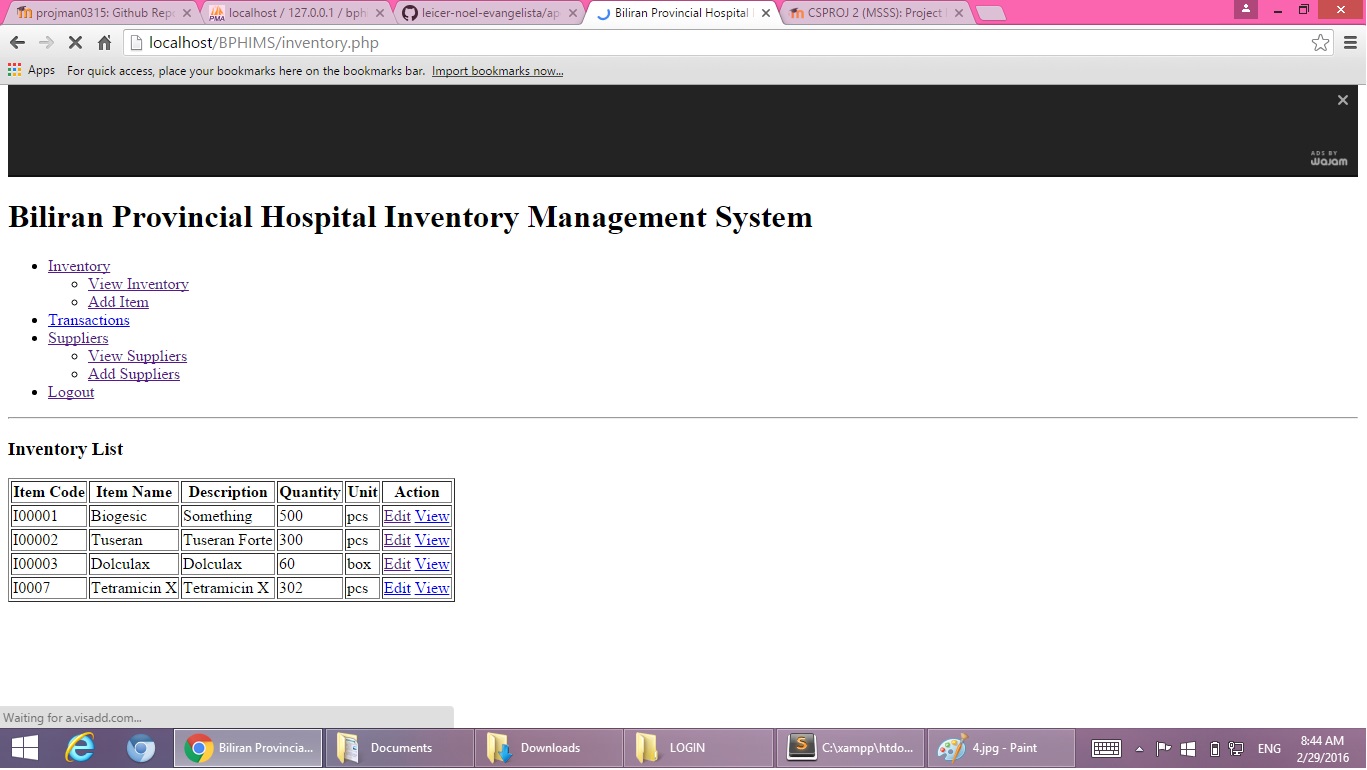 projman0315: Github Repo
localhost / 127.0.0.1 / bphi
leicer-noel-evangelista/ap
Biliran Provincial Hospital
CSPROJ 2 (MSSS): Project
localhost/BPHIMS/inventory.php
Apps For quick access, place your bookmarks here on the bookmarks bar. Import bookmarks now...
ADS BY
wajam
Biliran Provincial Hospital Inventory Management System
Inventory
View Inventory
Add Item
Transactions
Suppliers
View Suppliers
Add Suppliers
Logout
Inventory List
Item Code Item Name Description Quantity Unit Action
I00001 Biogesic Something 500 pcs Edit View
I00002 Tuseran Tuseran Forte 300 pcs Edit View
I00003 Dolculax Dolculax 60 box Edit View
I0007 Tetramicin X Tetramicin X 302 pcs Edit View
Waiting for a.visadd.com...
Biliran Provincia...
Documents
Downloads
LOGIN
C:\xampp\htdo...
4.jpg - Paint
ENG
8:44 AM
2/29/2016